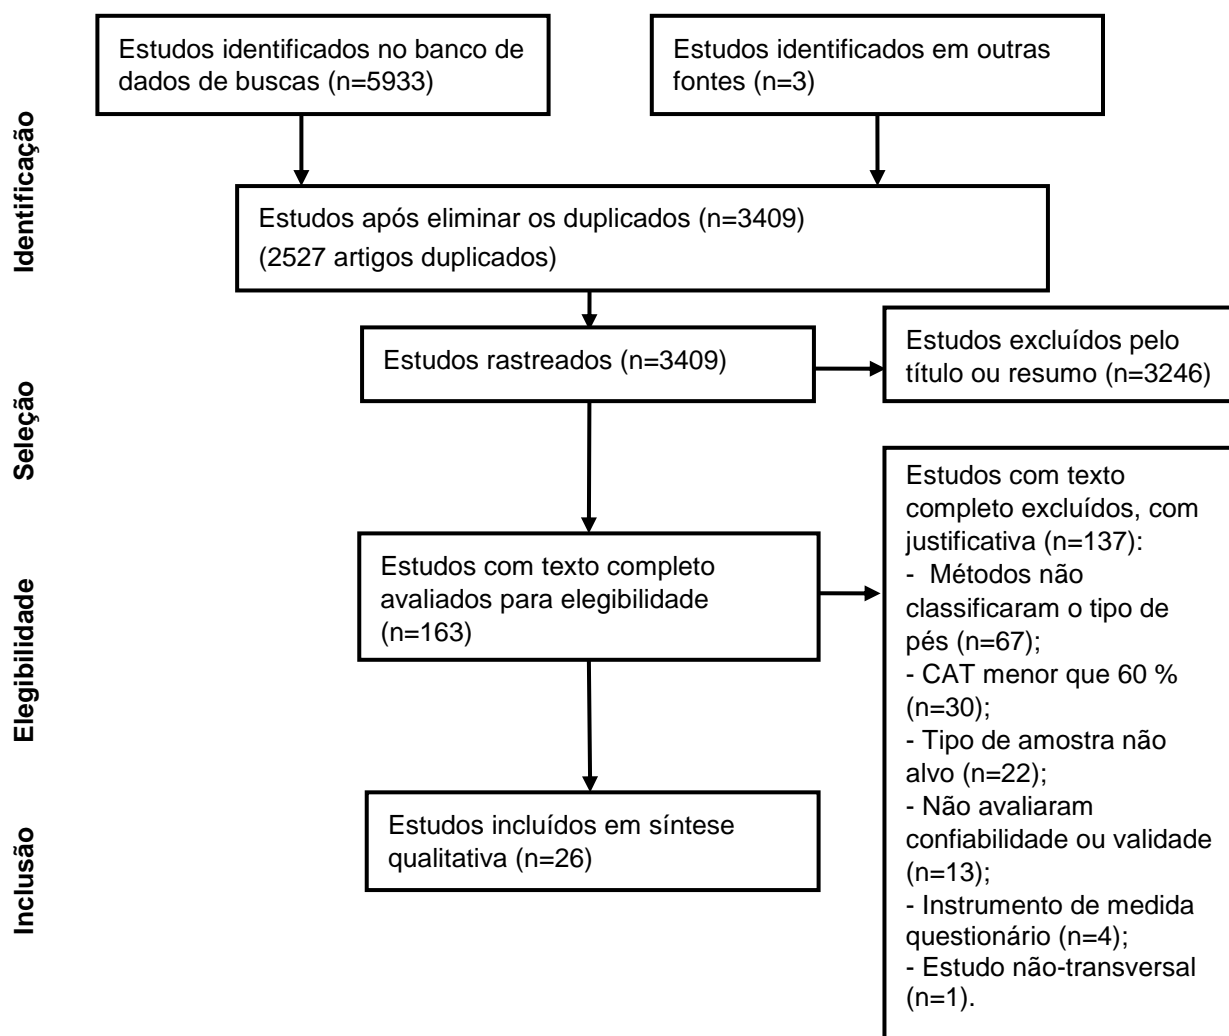 Estudos identificados no banco de
dados de buscas (n=5933)
Estudos identificados em outras
fontes (n=3)
Identificação
Estudos após eliminar os duplicados (n=3409)
(2527 artigos duplicados)
Estudos rastreados (n=3409)
Estudos excluídos pelo
título ou resumo (n=3246)
Seleção
Estudos com texto completo
avaliados para elegibilidade
(n=163)
Estudos com texto
completo excluídos, com
justificativa (n=137):
- Métodos não
classificaram o tipo de
pés (n=67);
- CAT menor que 60 %
(n=30);
- Tipo de amostra não
alvo (n=22);
- Não avaliaram
confiabilidade ou validade
(n=13);
- Instrumento de medida
questionário (n=4);
- Estudo não-transversal
(n=1).
Elegibilidade
Estudos incluídos em síntese
qualitativa (n=26)
Inclusão